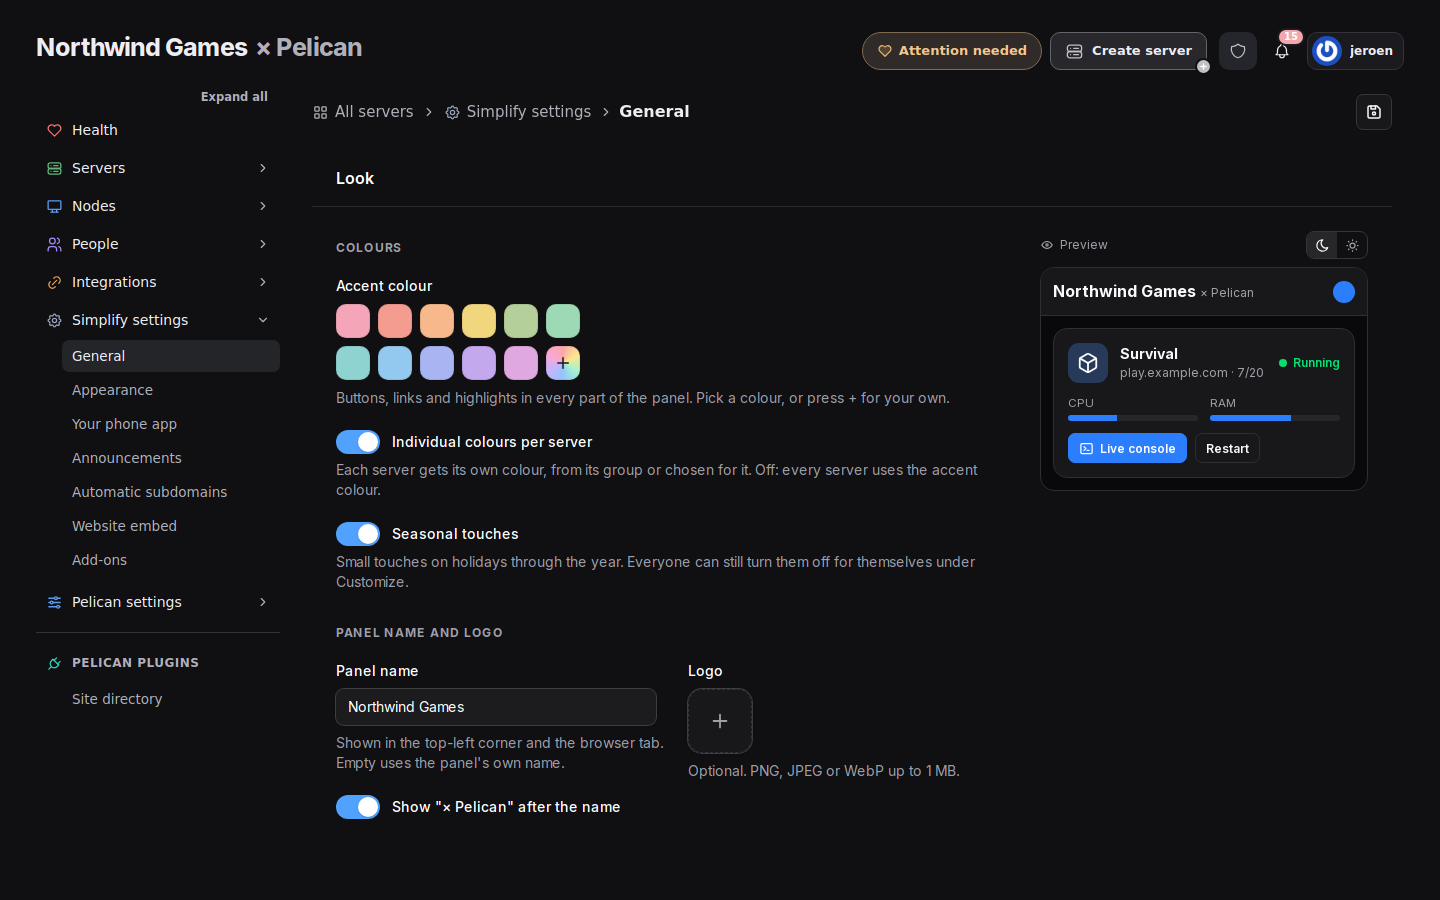 Northwind Games × Pelican
Attention needed
Create server
15
jeroen
Expand all
Health
Servers
Nodes
People
Integrations
Simplify settings
General
Appearance
Your phone app
Announcements
Automatic subdomains
Website embed
Add-ons
Pelican settings
PELICAN PLUGINS
Site directory
All servers › Simplify settings › General
Look
COLOURS
Accent colour
Buttons, links and highlights in every part of the panel. Pick a colour, or press + for your own.
Individual colours per server
Each server gets its own colour, from its group or chosen for it. Off: every server uses the accent
colour.
Seasonal touches
Small touches on holidays through the year. Everyone can still turn them off for themselves under
Customize.
PANEL NAME AND LOGO
Panel name
Northwind Games
Shown in the top-left corner and the browser tab.
Empty uses the panel's own name.
Logo
Optional. PNG, JPEG or WebP up to 1 MB.
Show "× Pelican" after the name
Preview
Northwind Games × Pelican
Survival
play.example.com · 7/20
Running
CPU
RAM
Live console
Restart